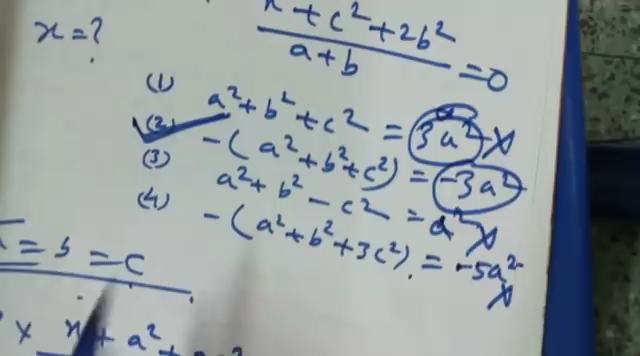 x = ?
x + c² + 2b²
a + b = 0
(1) a² + b² + c² = 3a² X
(2) -(a² + b² + c²) = -3a²
(3) a² + b² - c² = a² X
(4) -(a² + b² + 3c²) = -5a² X
= b = c
x x + a² +